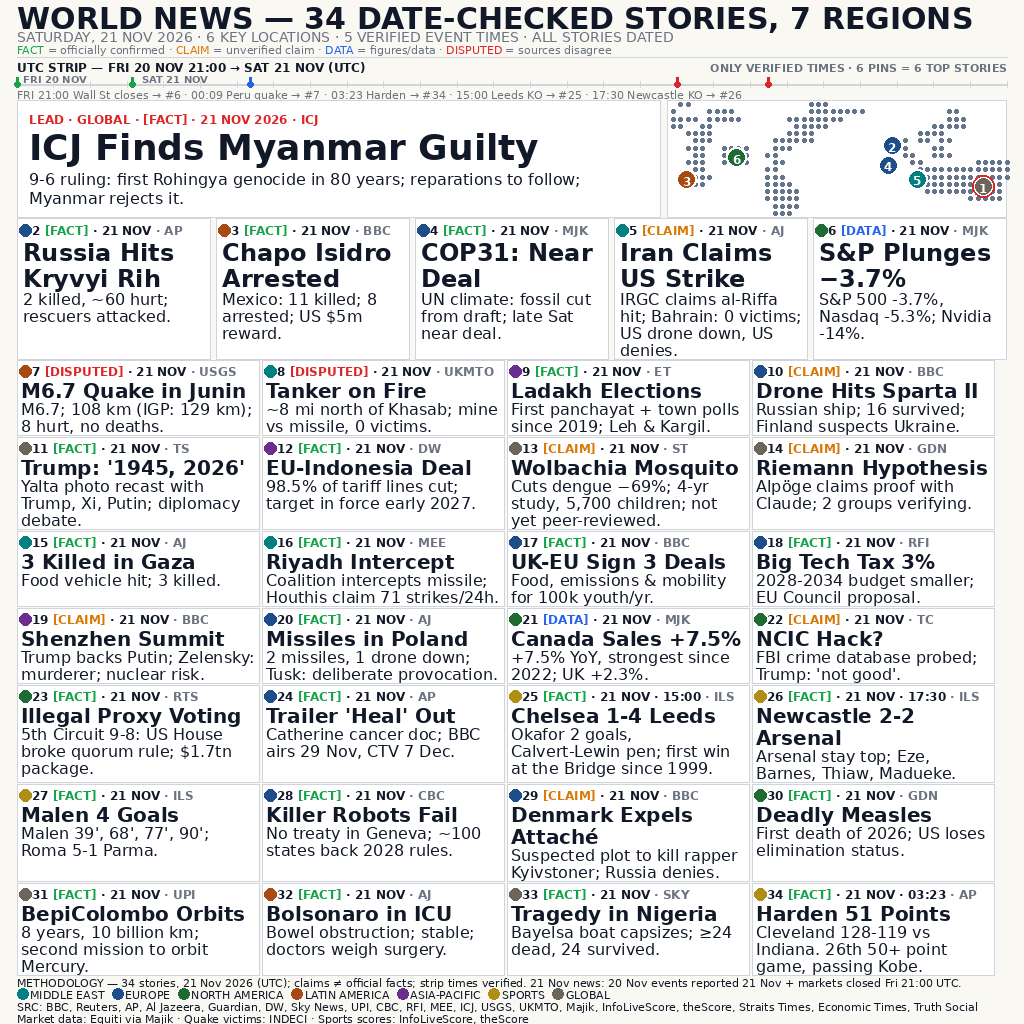 WORLD NEWS — 34 DATE-CHECKED STORIES, 7 REGIONS
SATURDAY, 21 NOV 2026 · 6 KEY LOCATIONS · 5 VERIFIED EVENT TIMES · ALL STORIES DATED
FACT = officially confirmed · CLAIM = unverified claim · DATA = figures/data · DISPUTED = sources disagree
UTC STRIP — FRI 20 NOV 21:00 → SAT 21 NOV (UTC)
ONLY VERIFIED TIMES · 6 PINS = 6 TOP STORIES
FRI 20 NOV
SAT 21 NOV
FRI 21:00 Wall St closes → #6 · 00:09 Peru quake → #7 · 03:23 Harden → #34 · 15:00 Leeds KO → #25 · 17:30 Newcastle KO → #26
LEAD · GLOBAL · [FACT] · 21 NOV 2026 · ICJ
ICJ Finds Myanmar Guilty
9-6 ruling: first Rohingya genocide in 80 years; reparations to follow;
Myanmar rejects it.
2
4
6
3
5
1
2 [FACT] · 21 NOV · AP
Russia Hits
Kryvyi Rih
2 killed, ~60 hurt;
rescuers attacked.
3 [FACT] · 21 NOV · BBC
Chapo Isidro
Arrested
Mexico: 11 killed; 8
arrested; US $5m
reward.
4 [FACT] · 21 NOV · MJK
COP31: Near
Deal
UN climate: fossil cut
from draft; late Sat
near deal.
5 [CLAIM] · 21 NOV · AJ
Iran Claims
US Strike
IRGC claims al-Riffa
hit; Bahrain: 0 victims;
US drone down, US
denies.
6 [DATA] · 21 NOV · MJK
S&P Plunges
−3.7%
S&P 500 -3.7%,
Nasdaq -5.3%; Nvidia
-14%.
7 [DISPUTED] · 21 NOV · USGS
M6.7 Quake in Junin
M6.7; 108 km (IGP: 129 km);
8 hurt, no deaths.
8 [DISPUTED] · 21 NOV · UKMTO
Tanker on Fire
~8 mi north of Khasab; mine
vs missile, 0 victims.
9 [FACT] · 21 NOV · ET
Ladakh Elections
First panchayat + town polls
since 2019; Leh & Kargil.
10 [CLAIM] · 21 NOV · BBC
Drone Hits Sparta II
Russian ship; 16 survived;
Finland suspects Ukraine.
11 [FACT] · 21 NOV · TS
Trump: '1945, 2026'
Yalta photo recast with
Trump, Xi, Putin; diplomacy
debate.
12 [FACT] · 21 NOV · DW
EU-Indonesia Deal
98.5% of tariff lines cut;
target in force early 2027.
13 [CLAIM] · 21 NOV · ST
Wolbachia Mosquito
Cuts dengue −69%; 4-yr
study, 5,700 children; not
yet peer-reviewed.
14 [CLAIM] · 21 NOV · GDN
Riemann Hypothesis
Alpöge claims proof with
Claude; 2 groups verifying.
15 [FACT] · 21 NOV · AJ
3 Killed in Gaza
Food vehicle hit; 3 killed.
16 [FACT] · 21 NOV · MEE
Riyadh Intercept
Coalition intercepts missile;
Houthis claim 71 strikes/24h.
17 [FACT] · 21 NOV · BBC
UK-EU Sign 3 Deals
Food, emissions & mobility
for 100k youth/yr.
18 [FACT] · 21 NOV · RFI
Big Tech Tax 3%
2028-2034 budget smaller;
EU Council proposal.
19 [CLAIM] · 21 NOV · BBC
Shenzhen Summit
Trump backs Putin; Zelensky:
murderer; nuclear risk.
20 [FACT] · 21 NOV · AJ
Missiles in Poland
2 missiles, 1 drone down;
Tusk: deliberate provocation.
21 [DATA] · 21 NOV · MJK
Canada Sales +7.5%
+7.5% YoY, strongest since
2022; UK +2.3%.
22 [CLAIM] · 21 NOV · TC
NCIC Hack?
FBI crime database probed;
Trump: 'not good'.
23 [FACT] · 21 NOV · RTS
Illegal Proxy Voting
5th Circuit 9-8: US House
broke quorum rule; $1.7tn
package.
24 [FACT] · 21 NOV · AP
Trailer 'Heal' Out
Catherine cancer doc; BBC
airs 29 Nov, CTV 7 Dec.
25 [FACT] · 21 NOV · 15:00 · ILS
Chelsea 1-4 Leeds
Okafor 2 goals,
Calvert-Lewin pen; first win
at the Bridge since 1999.
26 [FACT] · 21 NOV · 17:30 · ILS
Newcastle 2-2
Arsenal
Arsenal stay top; Eze,
Barnes, Thiaw, Madueke.
27 [FACT] · 21 NOV · ILS
Malen 4 Goals
Malen 39', 68', 77', 90';
Roma 5-1 Parma.
28 [FACT] · 21 NOV · CBC
Killer Robots Fail
No treaty in Geneva; ~100
states back 2028 rules.
29 [CLAIM] · 21 NOV · BBC
Denmark Expels
Attaché
Suspected plot to kill rapper
Kyivstoner; Russia denies.
30 [FACT] · 21 NOV · GDN
Deadly Measles
First death of 2026; US loses
elimination status.
31 [FACT] · 21 NOV · UPI
BepiColombo Orbits
8 years, 10 billion km;
second mission to orbit
Mercury.
32 [FACT] · 21 NOV · AJ
Bolsonaro in ICU
Bowel obstruction; stable;
doctors weigh surgery.
33 [FACT] · 21 NOV · SKY
Tragedy in Nigeria
Bayelsa boat capsizes; ≥24
dead, 24 survived.
34 [FACT] · 21 NOV · 03:23 · AP
Harden 51 Points
Cleveland 128-119 vs
Indiana. 26th 50+ point
game, passing Kobe.
METHODOLOGY — 34 stories, 21 Nov 2026 (UTC); claims ≠ official facts; strip times verified. 21 Nov news: 20 Nov events reported 21 Nov + markets closed Fri 21:00 UTC.
MIDDLE EAST EUROPE NORTH AMERICA LATIN AMERICA ASIA-PACIFIC SPORTS GLOBAL
SRC: BBC, Reuters, AP, Al Jazeera, Guardian, DW, Sky News, UPI, CBC, RFI, MEE, ICJ, USGS, UKMTO, Majik, InfoLiveScore, theScore, Straits Times, Economic Times, Truth Social
Market data: Equiti via Majik · Quake victims: INDECI · Sports scores: InfoLiveScore, theScore